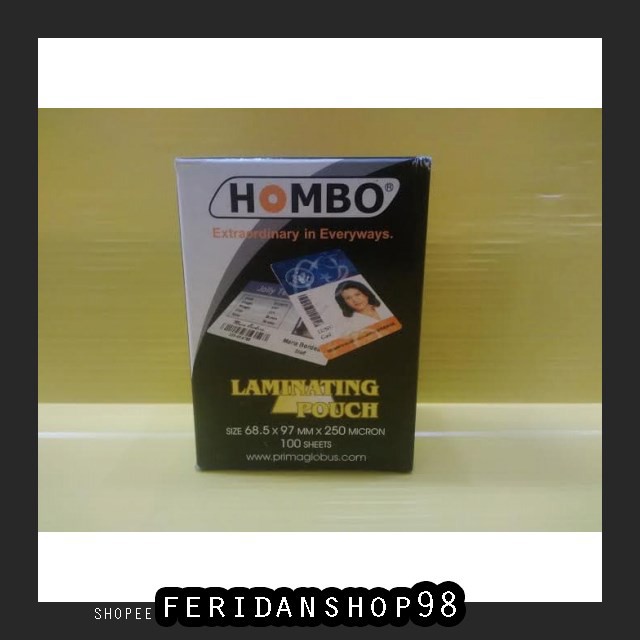 HOMBO®
Extraordinary in Everyways.
LAMINATING
POUCH
SIZE 68.5 x 97 MM x 250 MICRON
100 SHEETS
www.primaglobus.com
SHOPEE FERIDANSHOP98